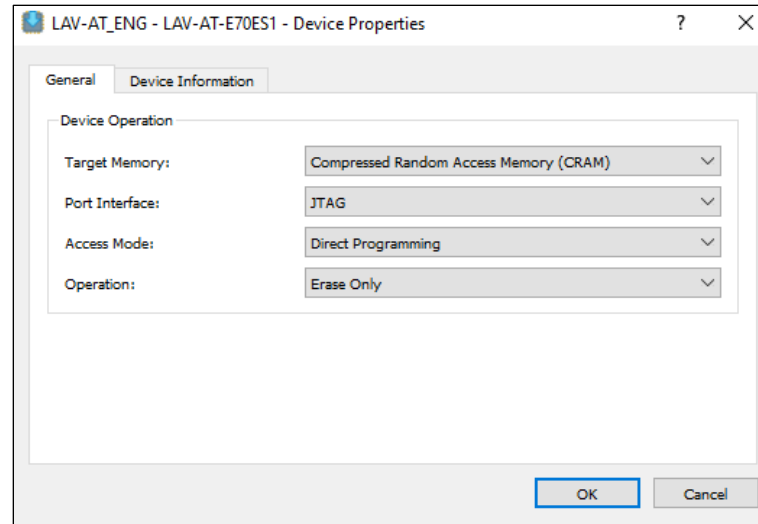 LAV-AT_ENG - LAV-AT-E70ES1 - Device Properties ?
General Device Information
Device Operation
Target Memory: Compressed Random Access Memory (CRAM)
Port Interface: JTAG
Access Mode: Direct Programming
Operation: Erase Only
OK Cancel